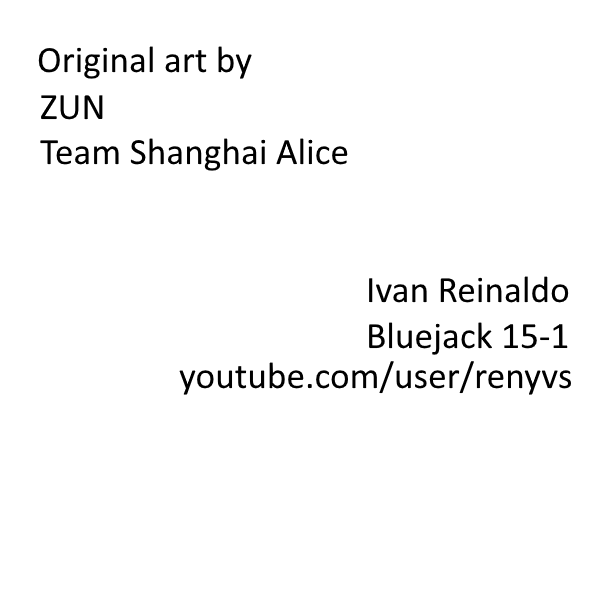 Original art by
ZUN
Team Shanghai Alice
Ivan Reinaldo
Bluejack 15-1
youtube.com/user/renyvs